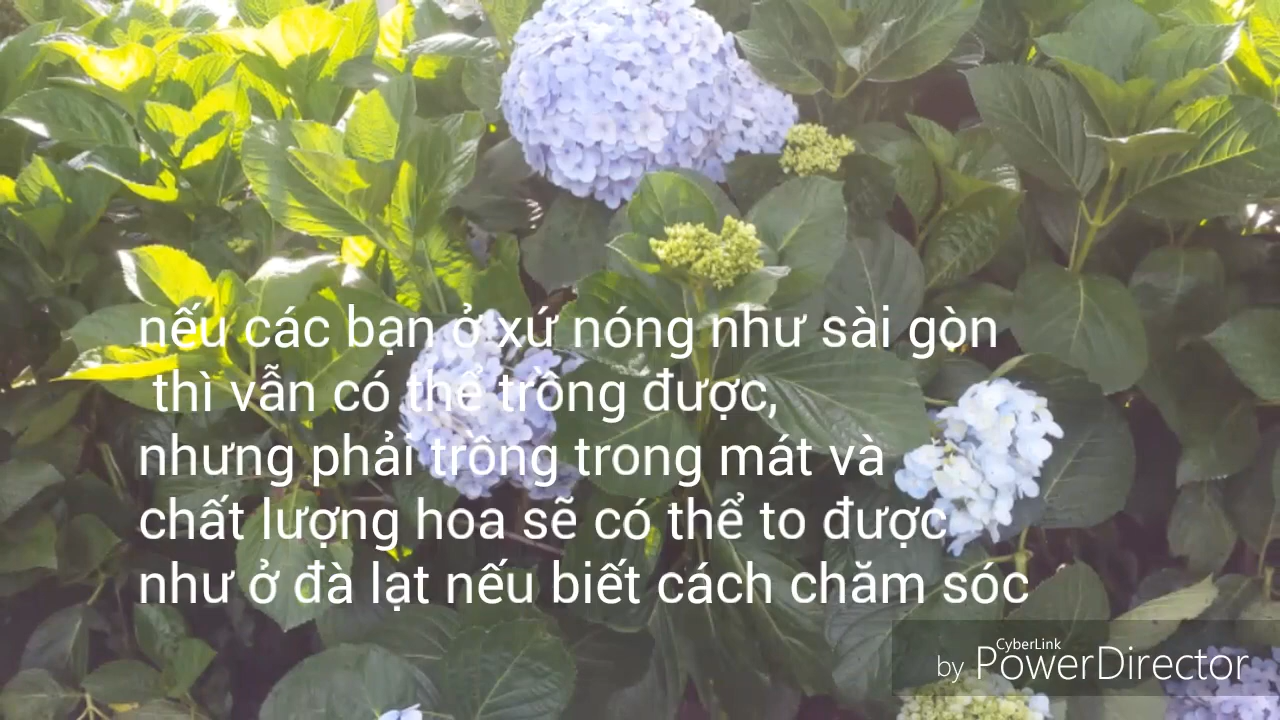 nếu các bạn ở xứ nóng như sài gòn
thì vẫn có thể trồng được,
nhưng phải trồng trong mát và
chất lượng hoa sẽ có thể to được
như ở đà lạt nếu biết cách chăm sóc
CyberLink
by PowerDirector